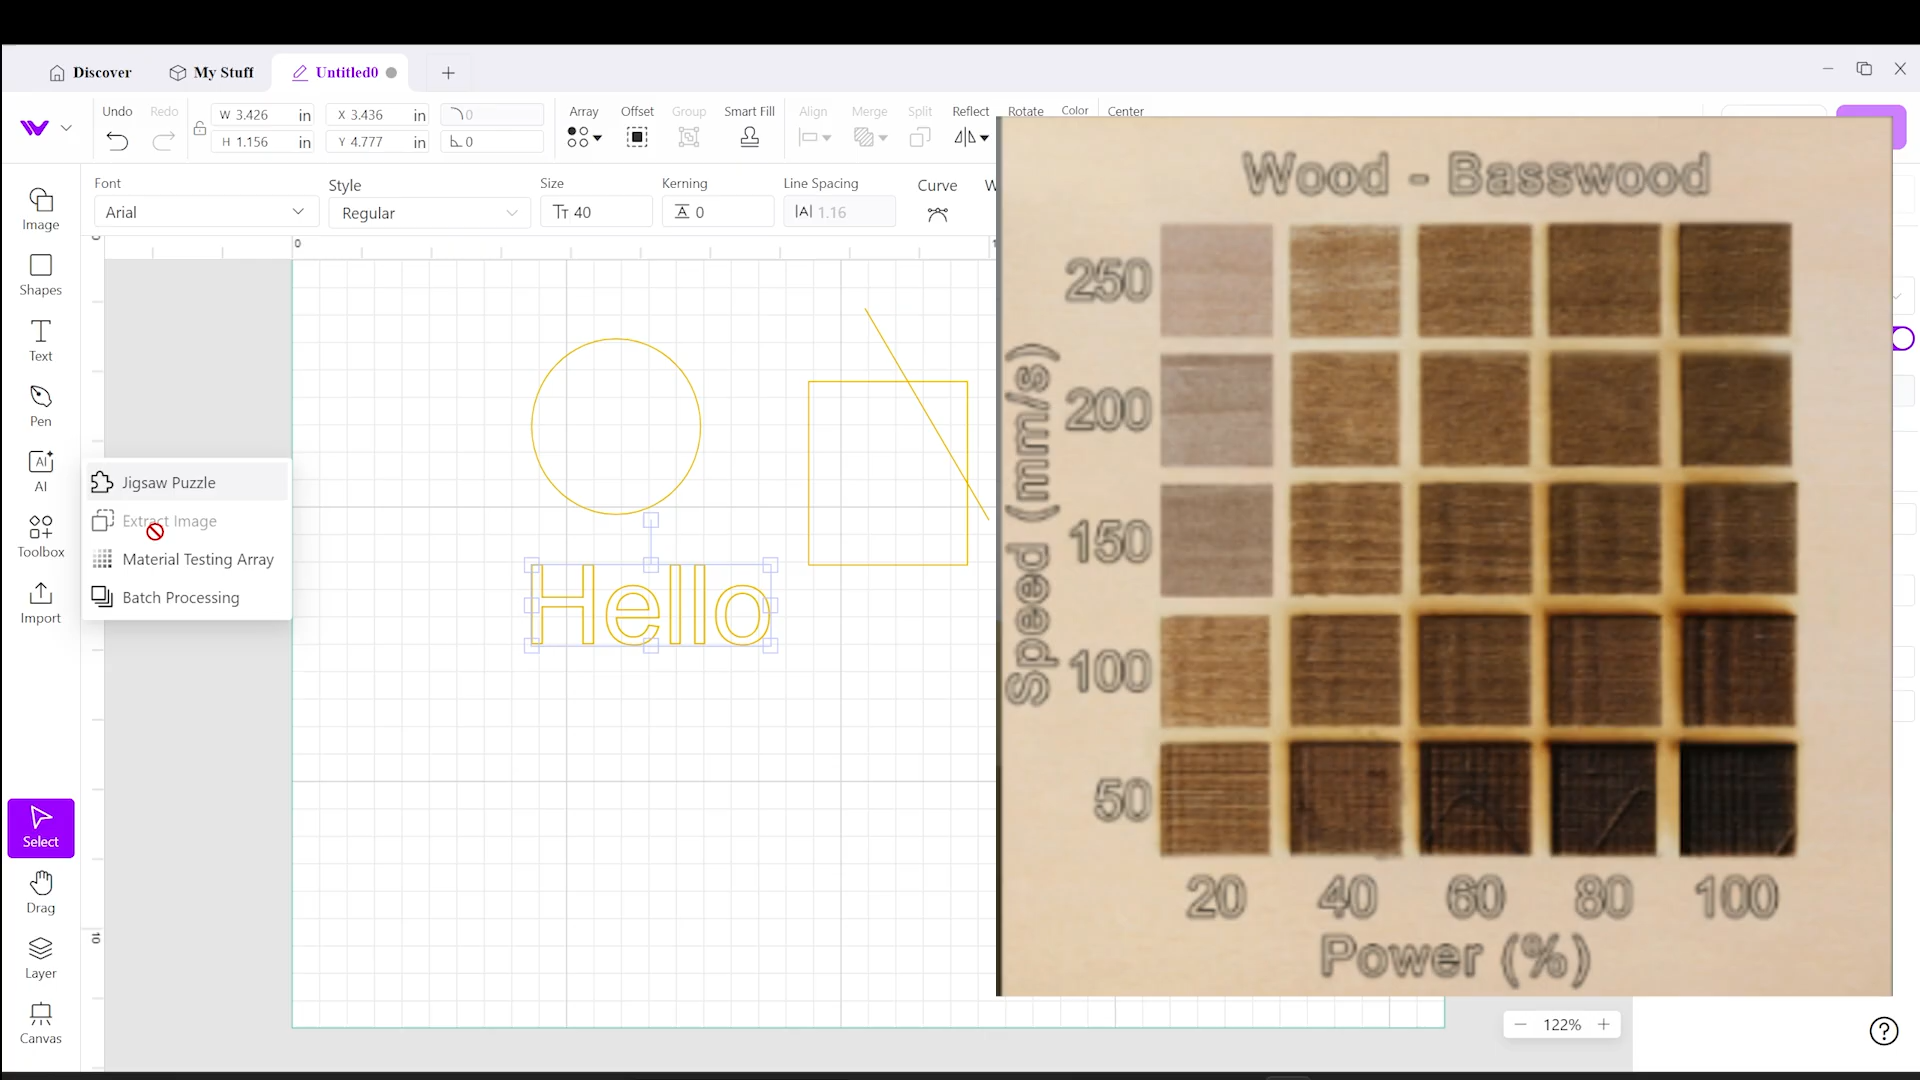 Discover
My Stuff
Untitled0
Undo
Redo
W 3.426 in
X 3.436 in
0
H 1.156 in
Y 4.777 in
0
Array
Offset
Group
Smart Fill
Align
Merge
Split
Reflect
Rotate
Color
Center
Font
Arial
Style
Regular
Size
TT 40
Kerning
A 0
Line Spacing
|A| 1.16
Curve
W
Image
Shapes
Text
Pen
AI
AI
Toolbox
Import
Jigsaw Puzzle
Extract Image
Material Testing Array
Batch Processing
Select
Drag
Layer
Canvas
0
10
Hello
Wood - Basswood
Speed (mm/s)
250
200
150
100
50
20 40 60 80 100
Power (%)
122%